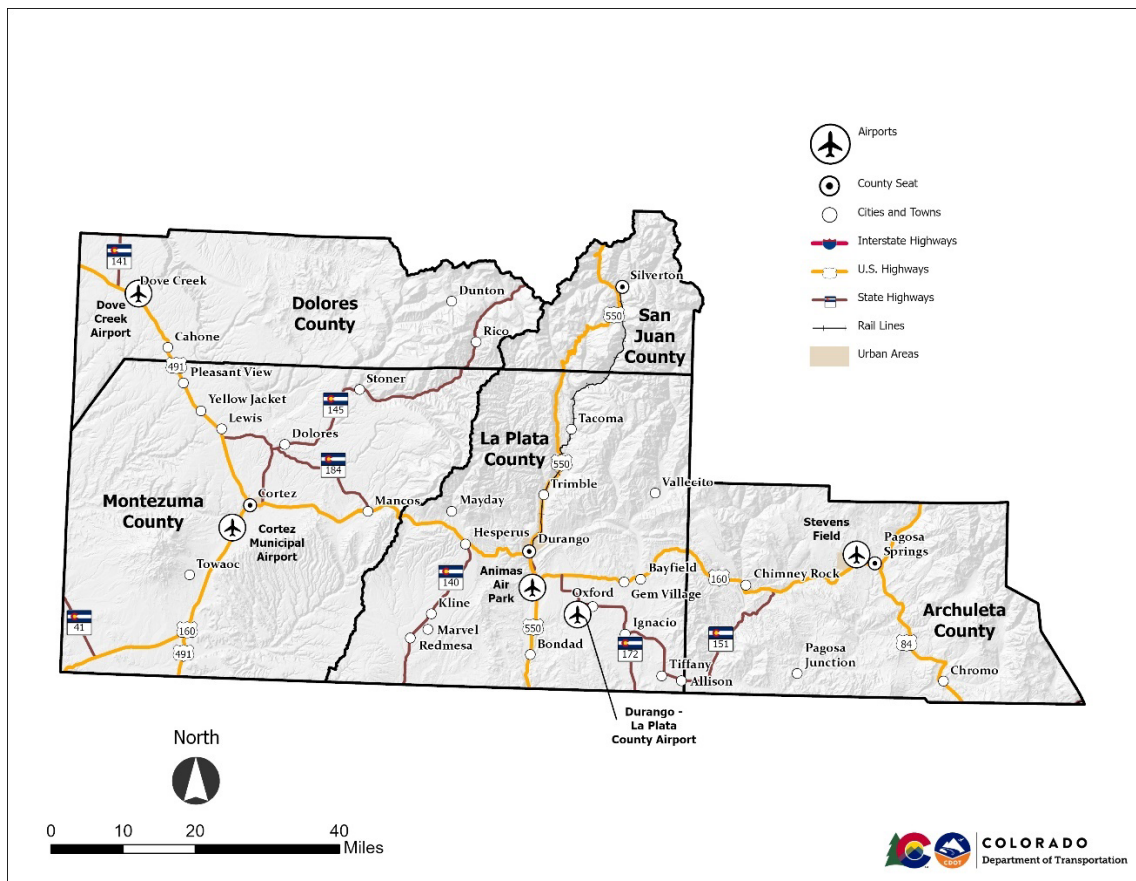 Airports
County Seat
Cities and Towns
Interstate Highways
U.S. Highways
State Highways
Rail Lines
Urban Areas
141
Dove Creek
Dove
Creek
Airport
Dolores
County
Dunton
Silverton
550
San
Juan
County
Rico
Cahone
491
Pleasant View
Stoner
Yellow Jacket
145
Lewis
Dolores
Tacoma
La Plata
County
184
550
Montezuma
County
Cortez
Mancos
Mayday
Trimble
Vallecito
Cortez
Municipal
Airport
Hesperus
Durango
Stevens
Field
Pagosa
Springs
Towaoc
Animas
Air
Park
140
Bayfield
Gem Village
160
Chimney Rock
Oxford
Kline
Marvel
Redmesa
Ignacio
41
160
491
550
Bondad
172
151
Archuleta
County
84
Tiffany
Allison
Pagosa
Junction
Chromo
Durango -
La Plata
County Airport
North
0 10 20 40
Miles
CDOT
COLORADO
Department of Transportation